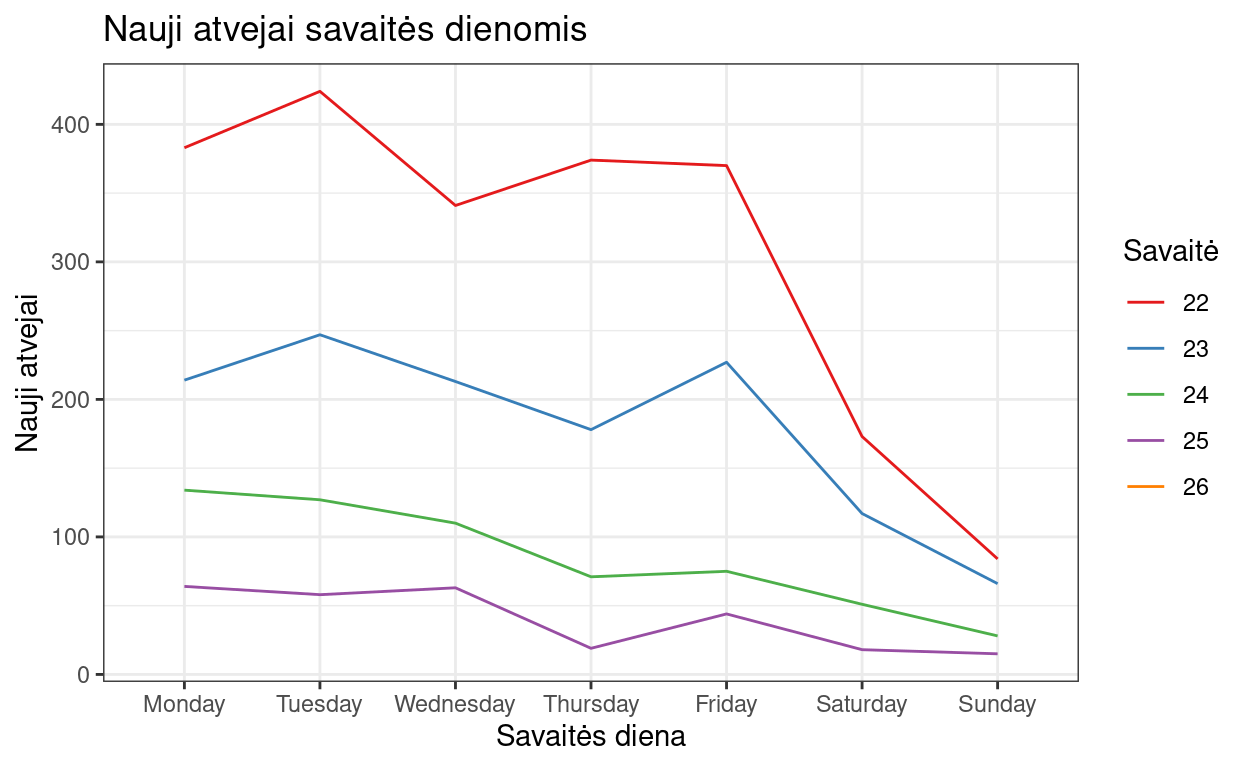 Nauji atvejai savaitės dienomis
Nauji atvejai
400
300
200
100
0
Monday Tuesday Wednesday Thursday Friday Saturday Sunday
Savaitės diena
Savaitė
22
23
24
25
26